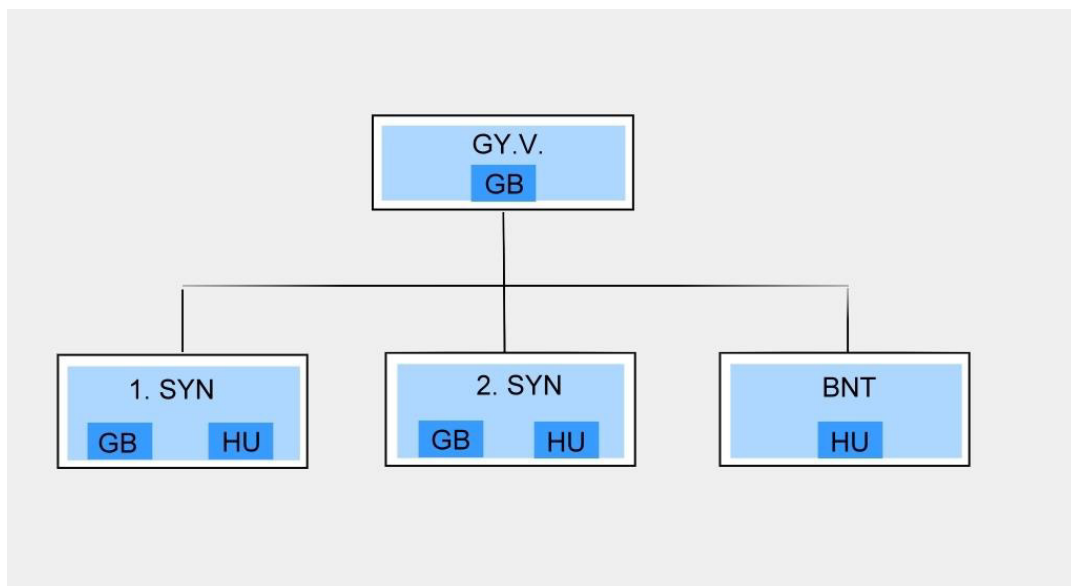 GY.V.
GB
1. SYN
GB HU
2. SYN
GB HU
BNT
HU